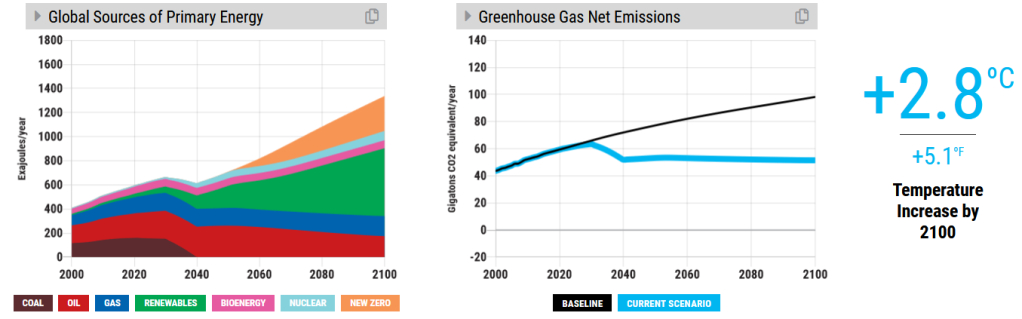 Global Sources of Primary Energy
Exajoules/year
1800
1600
1400
1200
1000
800
600
400
200
0
2000 2020 2040 2060 2080 2100
COAL OIL GAS RENEWABLES BIOENERGY NUCLEAR NEW ZERO
Greenhouse Gas Net Emissions
Gigatons CO2 equivalent/year
140
120
100
80
60
40
20
0
-20
2000 2020 2040 2060 2080 2100
BASELINE CURRENT SCENARIO
+2.8°C
+5.1°F
Temperature
Increase by
2100